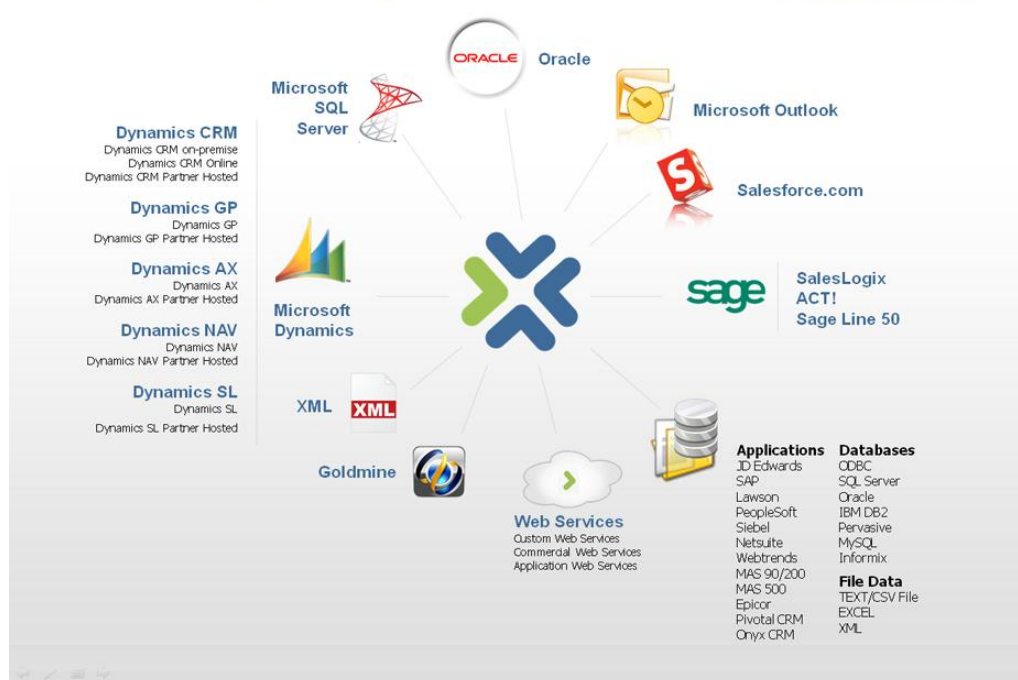 ORACLE
Oracle
Microsoft
SQL
Server
Microsoft Outlook
Salesforce.com
S
Dynamics CRM
Dynamics CRM on-premise
Dynamics CRM Online
Dynamics CRM Partner Hosted
Dynamics GP
Dynamics GP
Dynamics GP Partner Hosted
Dynamics AX
Dynamics AX
Dynamics AX Partner Hosted
Dynamics NAV
Dynamics NAV
Dynamics NAV Partner Hosted
Dynamics SL
Dynamics SL
Dynamics SL Partner Hosted
Microsoft
Dynamics
sage
SalesLogix
ACT!
Sage Line 50
XML
XML
Goldmine
Web Services
Custom Web Services
Commercial Web Services
Application Web Services
Applications
JD Edwards
SAP
Lawson
PeopleSoft
Siebel
Netsuite
Webtrends
MAS 90/200
MAS 500
Epicor
Pivotal CRM
Onyx CRM
Databases
ODBC
SQL Server
Oracle
IBM DB2
Pervasive
MySQL
Informix
File Data
TEXT/CSV File
EXCEL
XML